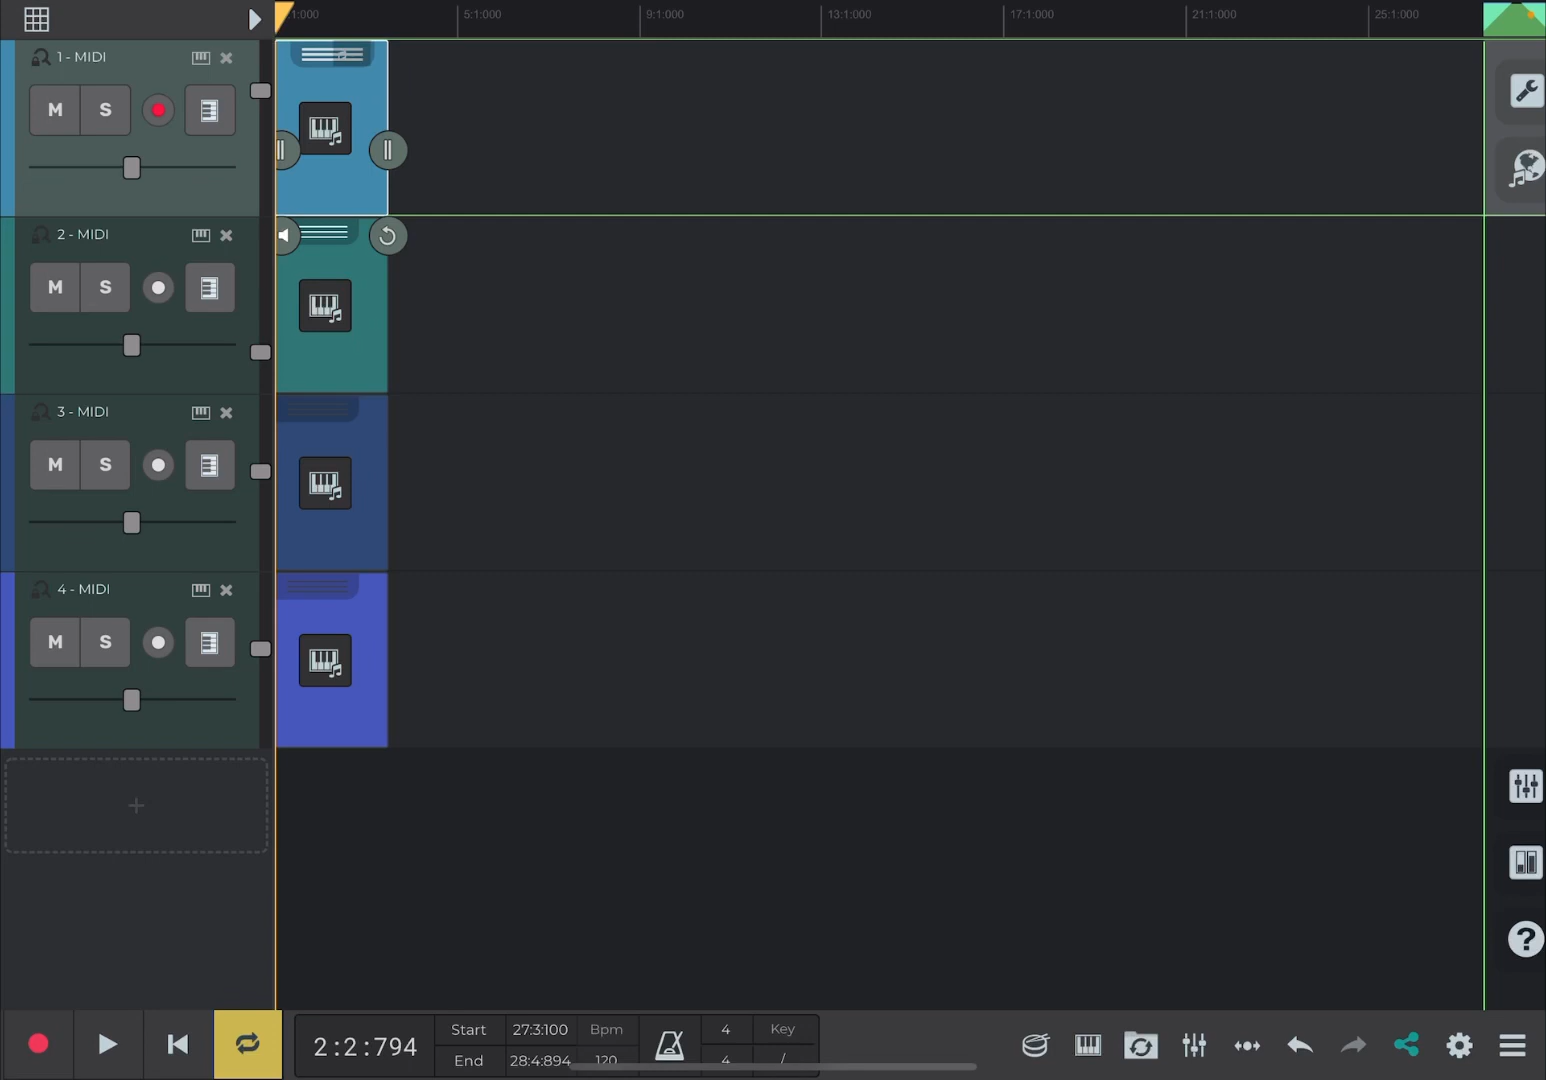 1:000
5:1:000
9:1:000
13:1:000
17:1:000
21:1:000
25:1:000
1 - MIDI
M
S
2 - MIDI
M
S
3 - MIDI
M
S
4 - MIDI
M
S
+
2:2:794
Start
27:3:100
Bpm
4
Key
End
28:4:894
120
4
/
?